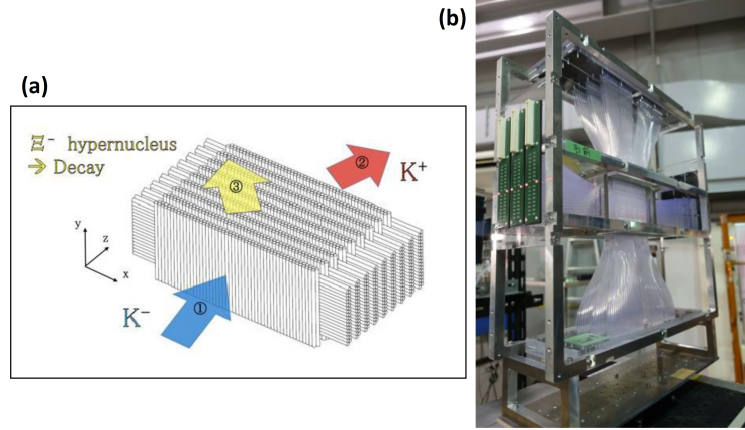 (b)
(a)
Ξ⁻ hypernucleus
→ Decay
②
K⁺
③
y
z
x
K⁻
①